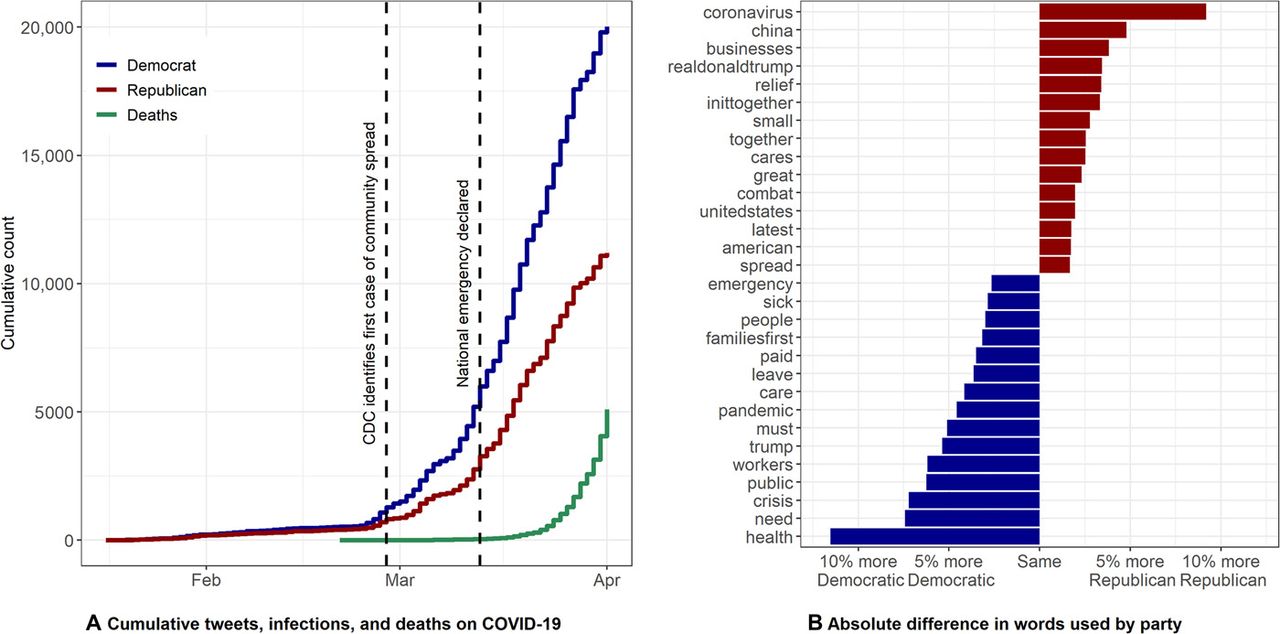 Cumulative count
20,000
15,000
10,000
5000
0
Democrat
Republican
Deaths
CDC identifies first case of community spread
National emergency declared
Feb
Mar
Apr
A Cumulative tweets, infections, and deaths on COVID-19
coronavirus
china
businesses
realdonaldtrump
relief
inittogether
small
together
cares
great
combat
unitedstates
latest
american
spread
emergency
sick
people
familiesfirst
paid
leave
care
pandemic
must
trump
workers
public
crisis
need
health
10% more
Democratic
5% more
Democratic
Same
5% more
Republican
10% more
Republican
B Absolute difference in words used by party